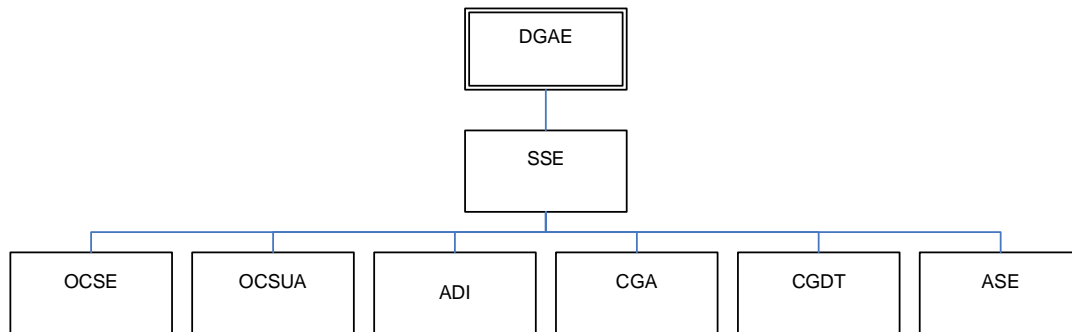 DGAE
SSE
OCSE
OCSUA
ADI
CGA
CGDT
ASE